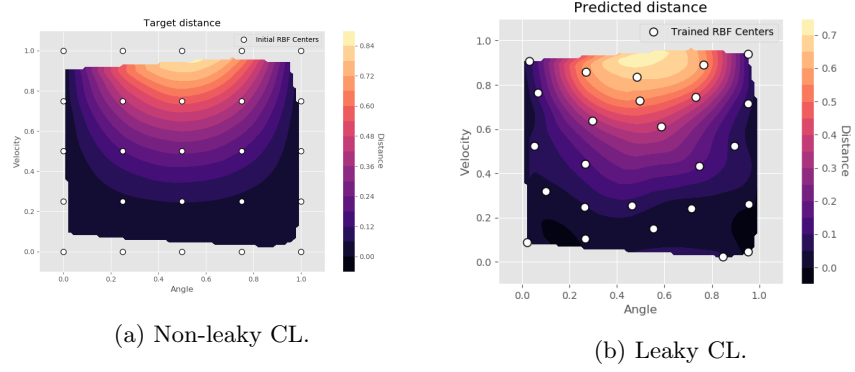 Target distance
Initial RBF Centers
1.0
0.8
0.6
0.4
0.2
0.0
Velocity
0.0 0.2 0.4 0.6 0.8 1.0
Angle
0.84
0.72
0.60
0.48
0.36
0.24
0.12
0.00
Distance
(a) Non-leaky CL.
Predicted distance
Trained RBF Centers
1.0
0.8
0.6
0.4
0.2
0.0
Velocity
0.0 0.2 0.4 0.6 0.8 1.0
Angle
0.7
0.6
0.5
0.4
0.3
0.2
0.1
0.0
Distance
(b) Leaky CL.